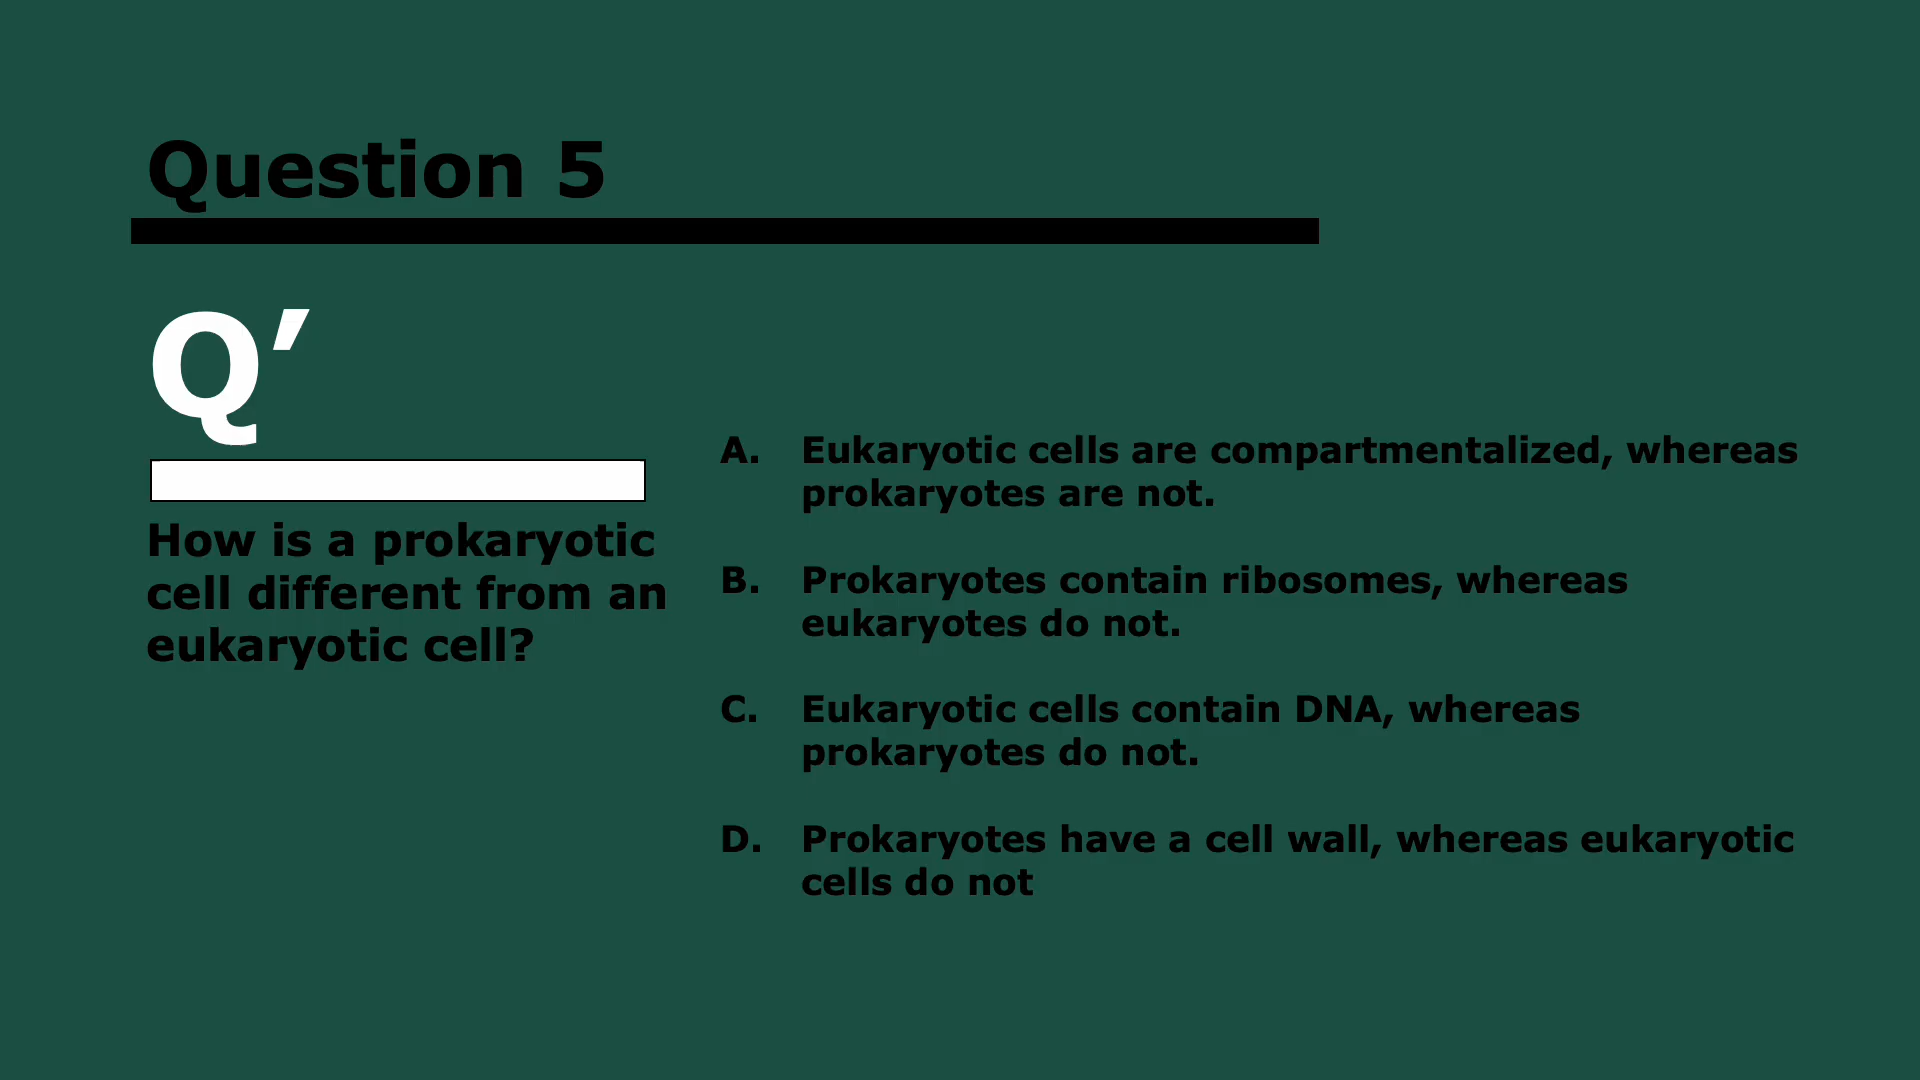 Question 5
Q’
How is a prokaryotic
cell different from an
eukaryotic cell?
A. Eukaryotic cells are compartmentalized, whereas
prokaryotes are not.
B. Prokaryotes contain ribosomes, whereas
eukaryotes do not.
C. Eukaryotic cells contain DNA, whereas
prokaryotes do not.
D. Prokaryotes have a cell wall, whereas eukaryotic
cells do not